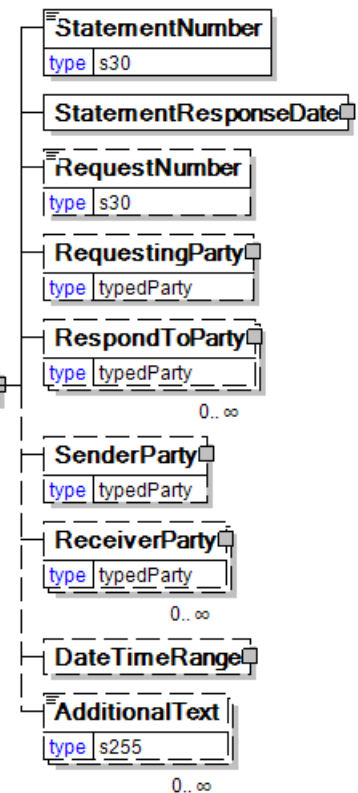 StatementNumber
type s30
StatementResponseDate
RequestNumber
type s30
RequestingParty
type typedParty
RespondToParty
type typedParty
0.. ∞
SenderParty
type typedParty
ReceiverParty
type typedParty
0.. ∞
DateTimeRange
AdditionalText
type s255
0.. ∞